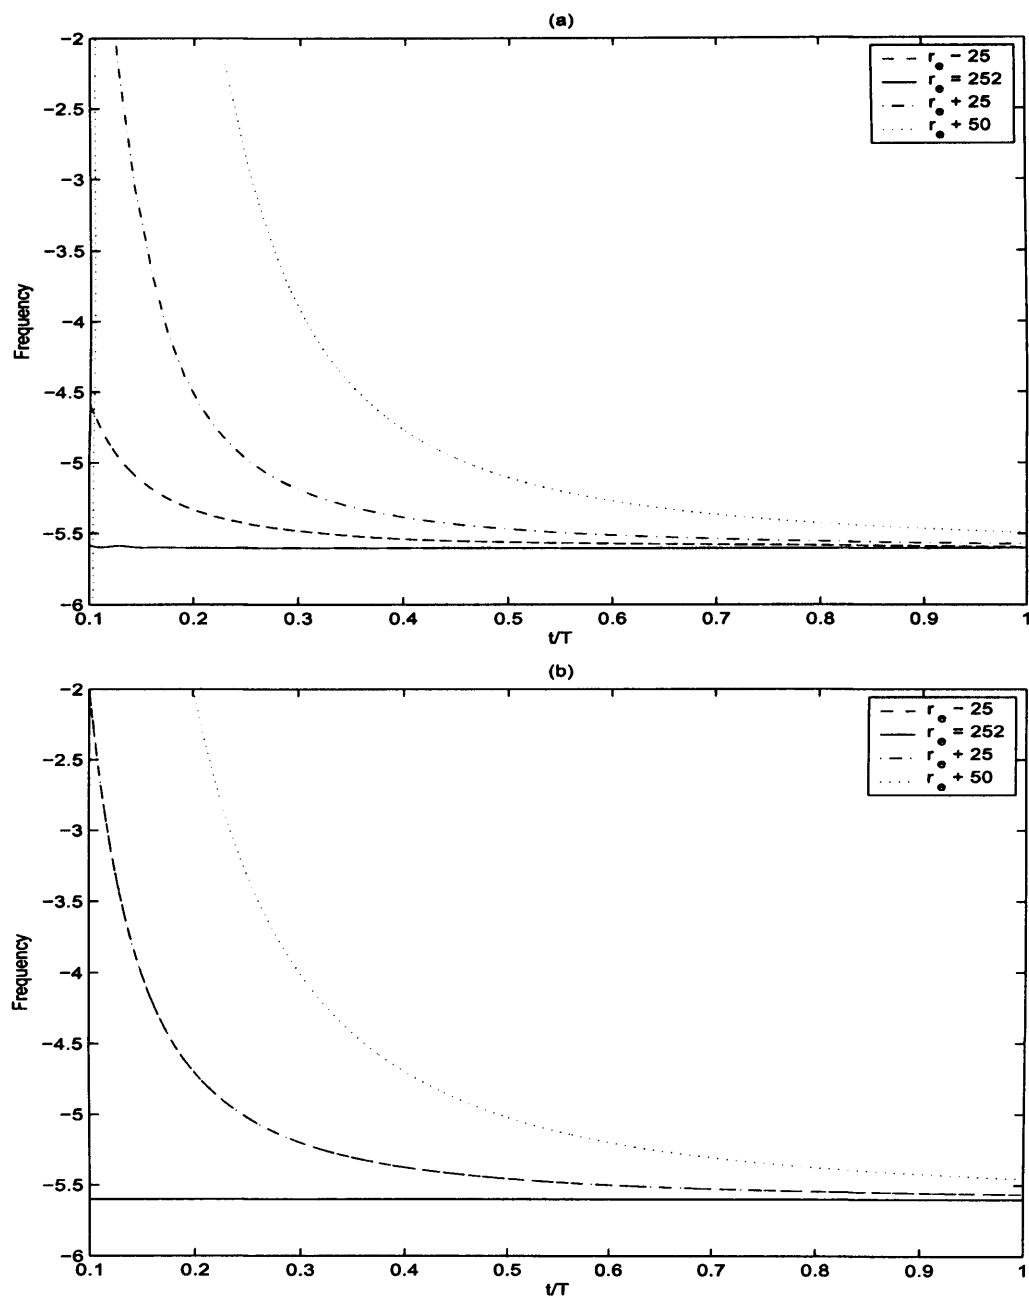 (a)
−2
−2.5
−3
−3.5
−4
−4.5
−5
−5.5
−6
Frequency
0.1 0.2 0.3 0.4 0.5 0.6 0.7 0.8 0.9 1
t/T
r_e − 25
r_e = 252
r_e + 25
r_e + 50
(b)
−2
−2.5
−3
−3.5
−4
−4.5
−5
−5.5
−6
Frequency
0.1 0.2 0.3 0.4 0.5 0.6 0.7 0.8 0.9 1
t/T
r_e − 25
r_e = 252
r_e + 25
r_e + 50